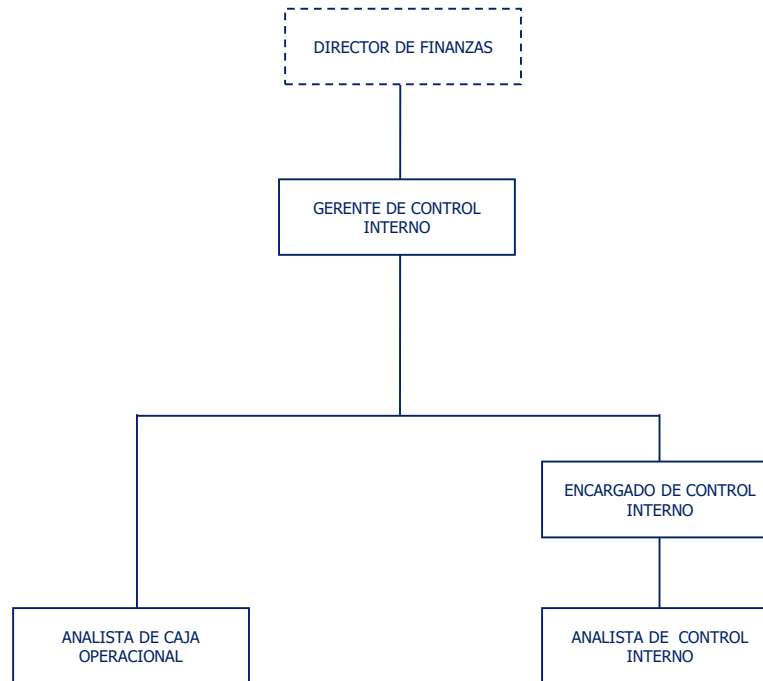 DIRECTOR DE FINANZAS
GERENTE DE CONTROL
INTERNO
ENCARGADO DE CONTROL
INTERNO
ANALISTA DE CAJA
OPERACIONAL
ANALISTA DE  CONTROL
INTERNO